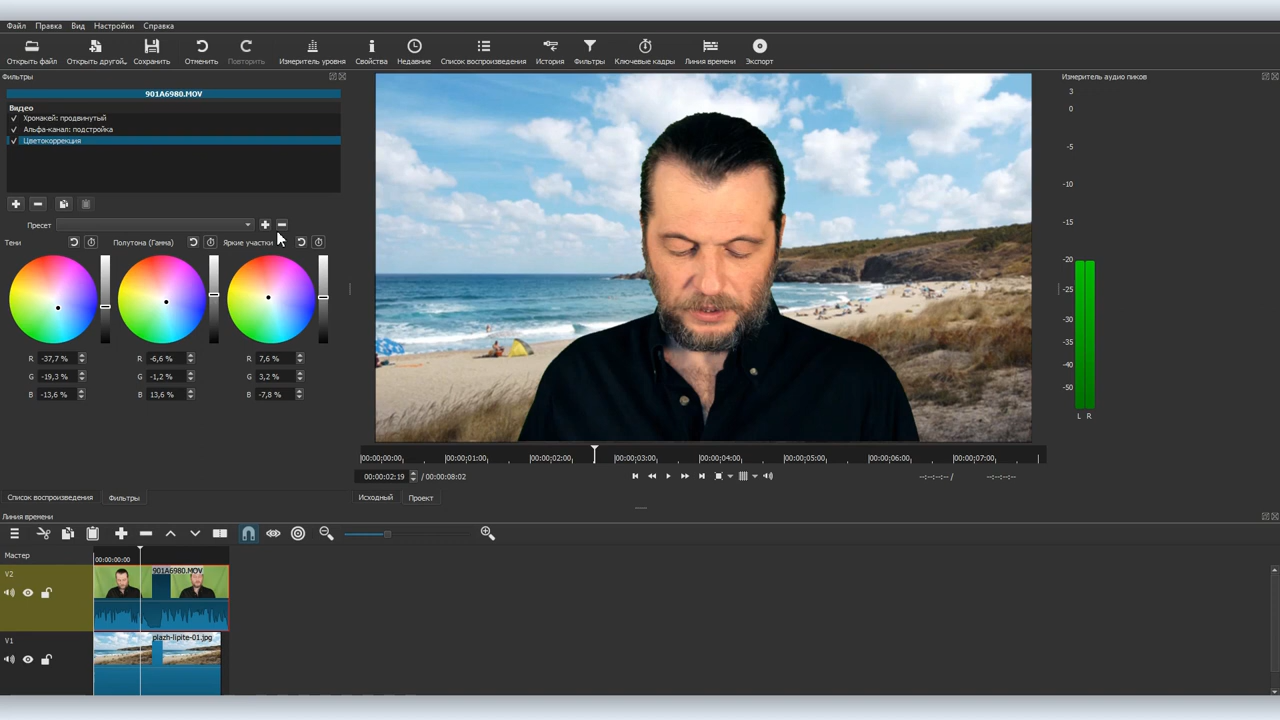 Файл Правка Вид Настройки Справка
Открыть файл Открыть другой.. Сохранить Отменить Повторить Измеритель уровня Свойства Недавние Список воспроизведения История Фильтры Ключевые кадры Линия времени Экспорт
Фильтры
901A6980.MOV
Видео
Хромакей: продвинутый
Альфа-канал: подстройка
Цветокоррекция
Пресет
Тени Полутона (Гамма) Яркие участки
R -37,7 % R -6,6 % R 7,6 %
G -19,3 % G -1,2 % G 3,2 %
B -13,6 % B 13,6 % B -7,8 %
Список воспроизведения Фильтры
00:00:00;00 00:00:01;00 00:00:02;00 00:00:03;00 00:00:04;00 00:00:05;00 00:00:06;00 00:00:07;00
00:00:02:19 / 00:00:08:02 --:--:--:-- / --:--:--:--
Исходный Проект
Измеритель аудио пиков
3
0
-5
-10
-15
-20
-25
-30
-35
-40
-50
L R
Линия времени
Мастер
00:00:00:00
V2
901A6980.MOV
V1
plazh-lipite-01.jpg